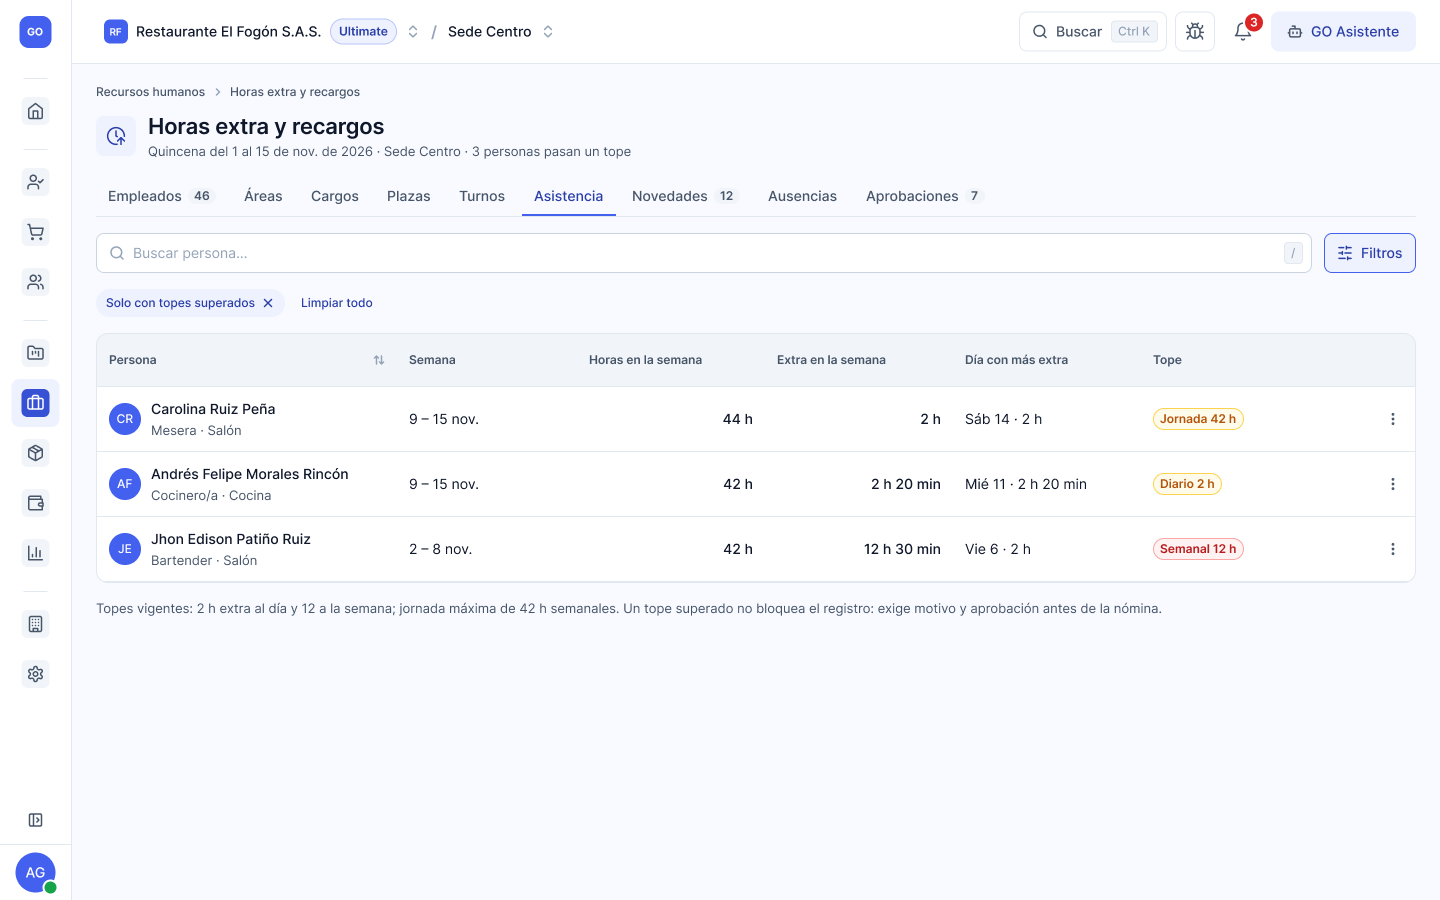 GO
RF Restaurante El Fogón S.A.S. Ultimate / Sede Centro
Buscar Ctrl K
3
GO Asistente
Recursos humanos > Horas extra y recargos
Horas extra y recargos
Quincena del 1 al 15 de nov. de 2026 · Sede Centro · 3 personas pasan un tope
Empleados 46 Áreas Cargos Plazas Turnos Asistencia Novedades 12 Ausencias Aprobaciones 7
Buscar persona... /
Filtros
Solo con topes superados Limpiar todo
Persona Semana Horas en la semana Extra en la semana Día con más extra Tope
CR Carolina Ruiz Peña 9 – 15 nov. 44 h 2 h Sáb 14 · 2 h Jornada 42 h
Mesera · Salón
AF Andrés Felipe Morales Rincón 9 – 15 nov. 42 h 2 h 20 min Mié 11 · 2 h 20 min Diario 2 h
Cocinero/a · Cocina
JE Jhon Edison Patiño Ruiz 2 – 8 nov. 42 h 12 h 30 min Vie 6 · 2 h Semanal 12 h
Bartender · Salón
Topes vigentes: 2 h extra al día y 12 a la semana; jornada máxima de 42 h semanales. Un tope superado no bloquea el registro: exige motivo y aprobación antes de la nómina.
AG